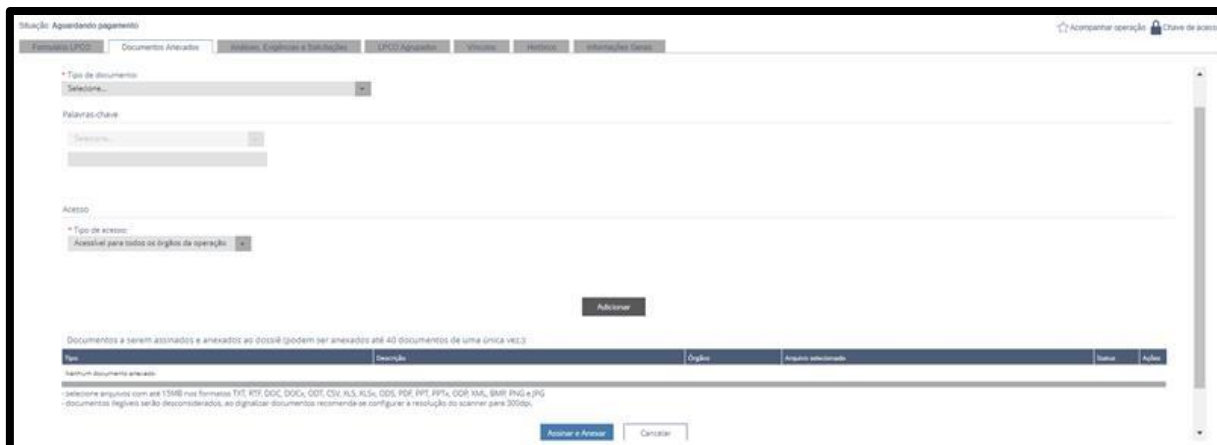 Situação: Aguardando pagamento
Acompanhar operação Chave de acesso
Formulário LPCO Documentos Anexados Análises, Exigências e Solicitações LPCO Agrupados Vínculos Histórico Informações Gerais
* Tipo de documento:
Selecione...
Palavras-chave
Selecione...
Acesso
* Tipo de acesso:
Acessível para todos os órgãos da operação
Adicionar
Documentos a serem assinados e anexados ao dossiê (podem ser anexados até 40 documentos de uma única vez.):
Tipo Descrição Órgãos Arquivo selecionado Status Ações
Nenhum documento anexado
- selecione arquivos com até 15MB nos formatos TXT, RTF, DOC, DOCx, ODT, CSV, XLS, XLSx, ODS, PDF, PPT, PPTx, ODP, XML, BMP, PNG e JPG
- documentos ilegíveis serão desconsiderados, ao digitalizar documentos recomenda-se configurar a resolução do scanner para 300dpi.
Assinar e Anexar Cancelar